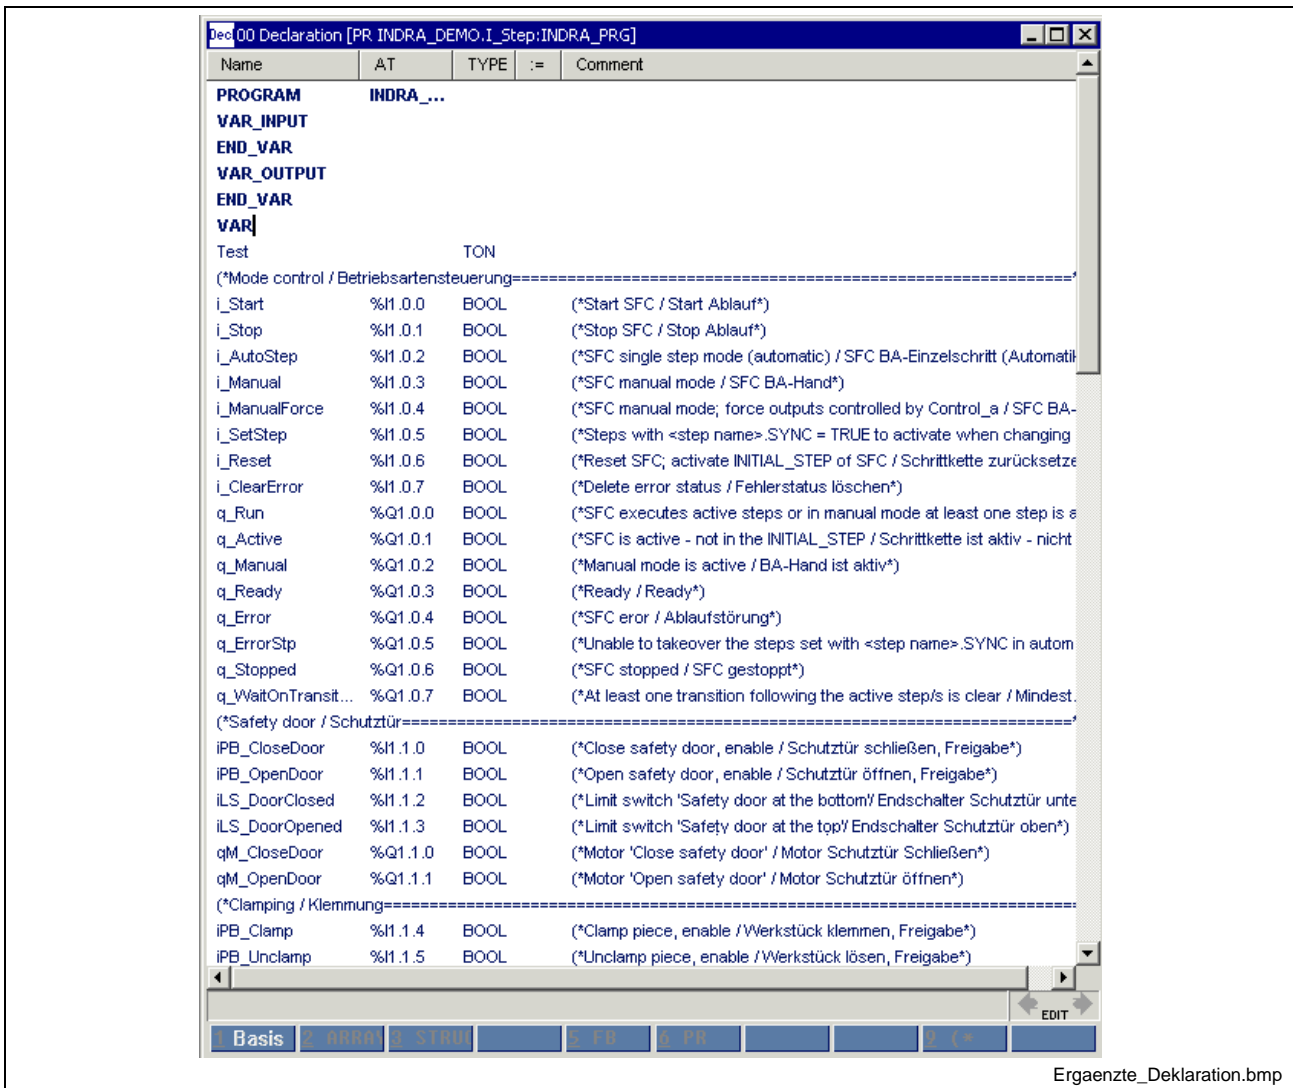 Decl 00 Declaration [PR INDRA_DEMO.I_Step:INDRA_PRG]
Name AT TYPE := Comment
PROGRAM INDRA_...
VAR_INPUT
END_VAR
VAR_OUTPUT
END_VAR
VAR
Test TON
(*Mode control / Betriebsartensteuerung=============================================================*
i_Start %I1.0.0 BOOL (*Start SFC / Start Ablauf*)
i_Stop %I1.0.1 BOOL (*Stop SFC / Stop Ablauf*)
i_AutoStep %I1.0.2 BOOL (*SFC single step mode (automatic) / SFC BA-Einzelschritt (Automatik
i_Manual %I1.0.3 BOOL (*SFC manual mode / SFC BA-Hand*)
i_ManualForce %I1.0.4 BOOL (*SFC manual mode; force outputs controlled by Control_a / SFC BA-
i_SetStep %I1.0.5 BOOL (*Steps with <step name>.SYNC = TRUE to activate when changing
i_Reset %I1.0.6 BOOL (*Reset SFC; activate INITIAL_STEP of SFC / Schrittkette zurücksetze
i_ClearError %I1.0.7 BOOL (*Delete error status / Fehlerstatus löschen*)
q_Run %Q1.0.0 BOOL (*SFC executes active steps or in manual mode at least one step is a
q_Active %Q1.0.1 BOOL (*SFC is active - not in the INITIAL_STEP / Schrittkette ist aktiv - nicht
q_Manual %Q1.0.2 BOOL (*Manual mode is active / BA-Hand ist aktiv*)
q_Ready %Q1.0.3 BOOL (*Ready / Ready*)
q_Error %Q1.0.4 BOOL (*SFC eror / Ablaufstörung*)
q_ErrorStp %Q1.0.5 BOOL (*Unable to takeover the steps set with <step name>.SYNC in autom
q_Stopped %Q1.0.6 BOOL (*SFC stopped / SFC gestoppt*)
q_WaitOnTransit... %Q1.0.7 BOOL (*At least one transition following the active step/s is clear / Mindest.
(*Safety door / Schutztür=========================================================================*
iPB_CloseDoor %I1.1.0 BOOL (*Close safety door, enable / Schutztür schließen, Freigabe*)
iPB_OpenDoor %I1.1.1 BOOL (*Open safety door, enable / Schutztür öffnen, Freigabe*)
iLS_DoorClosed %I1.1.2 BOOL (*Limit switch 'Safety door at the bottom'/ Endschalter Schutztür unte
iLS_DoorOpened %I1.1.3 BOOL (*Limit switch 'Safety door at the top'/ Endschalter Schutztür oben*)
qM_CloseDoor %Q1.1.0 BOOL (*Motor 'Close safety door' / Motor Schutztür Schließen*)
qM_OpenDoor %Q1.1.1 BOOL (*Motor 'Open safety door' / Motor Schutztür öffnen*)
(*Clamping / Klemmung===========================================================================
iPB_Clamp %I1.1.4 BOOL (*Clamp piece, enable / Werkstück klemmen, Freigabe*)
iPB_Unclamp %I1.1.5 BOOL (*Unclamp piece, enable / Werkstück lösen, Freigabe*)
EDIT
1 Basis 2 ARRAY 3 STRUC 5 FB 6 PR 9 (*
Ergaenzte_Deklaration.bmp